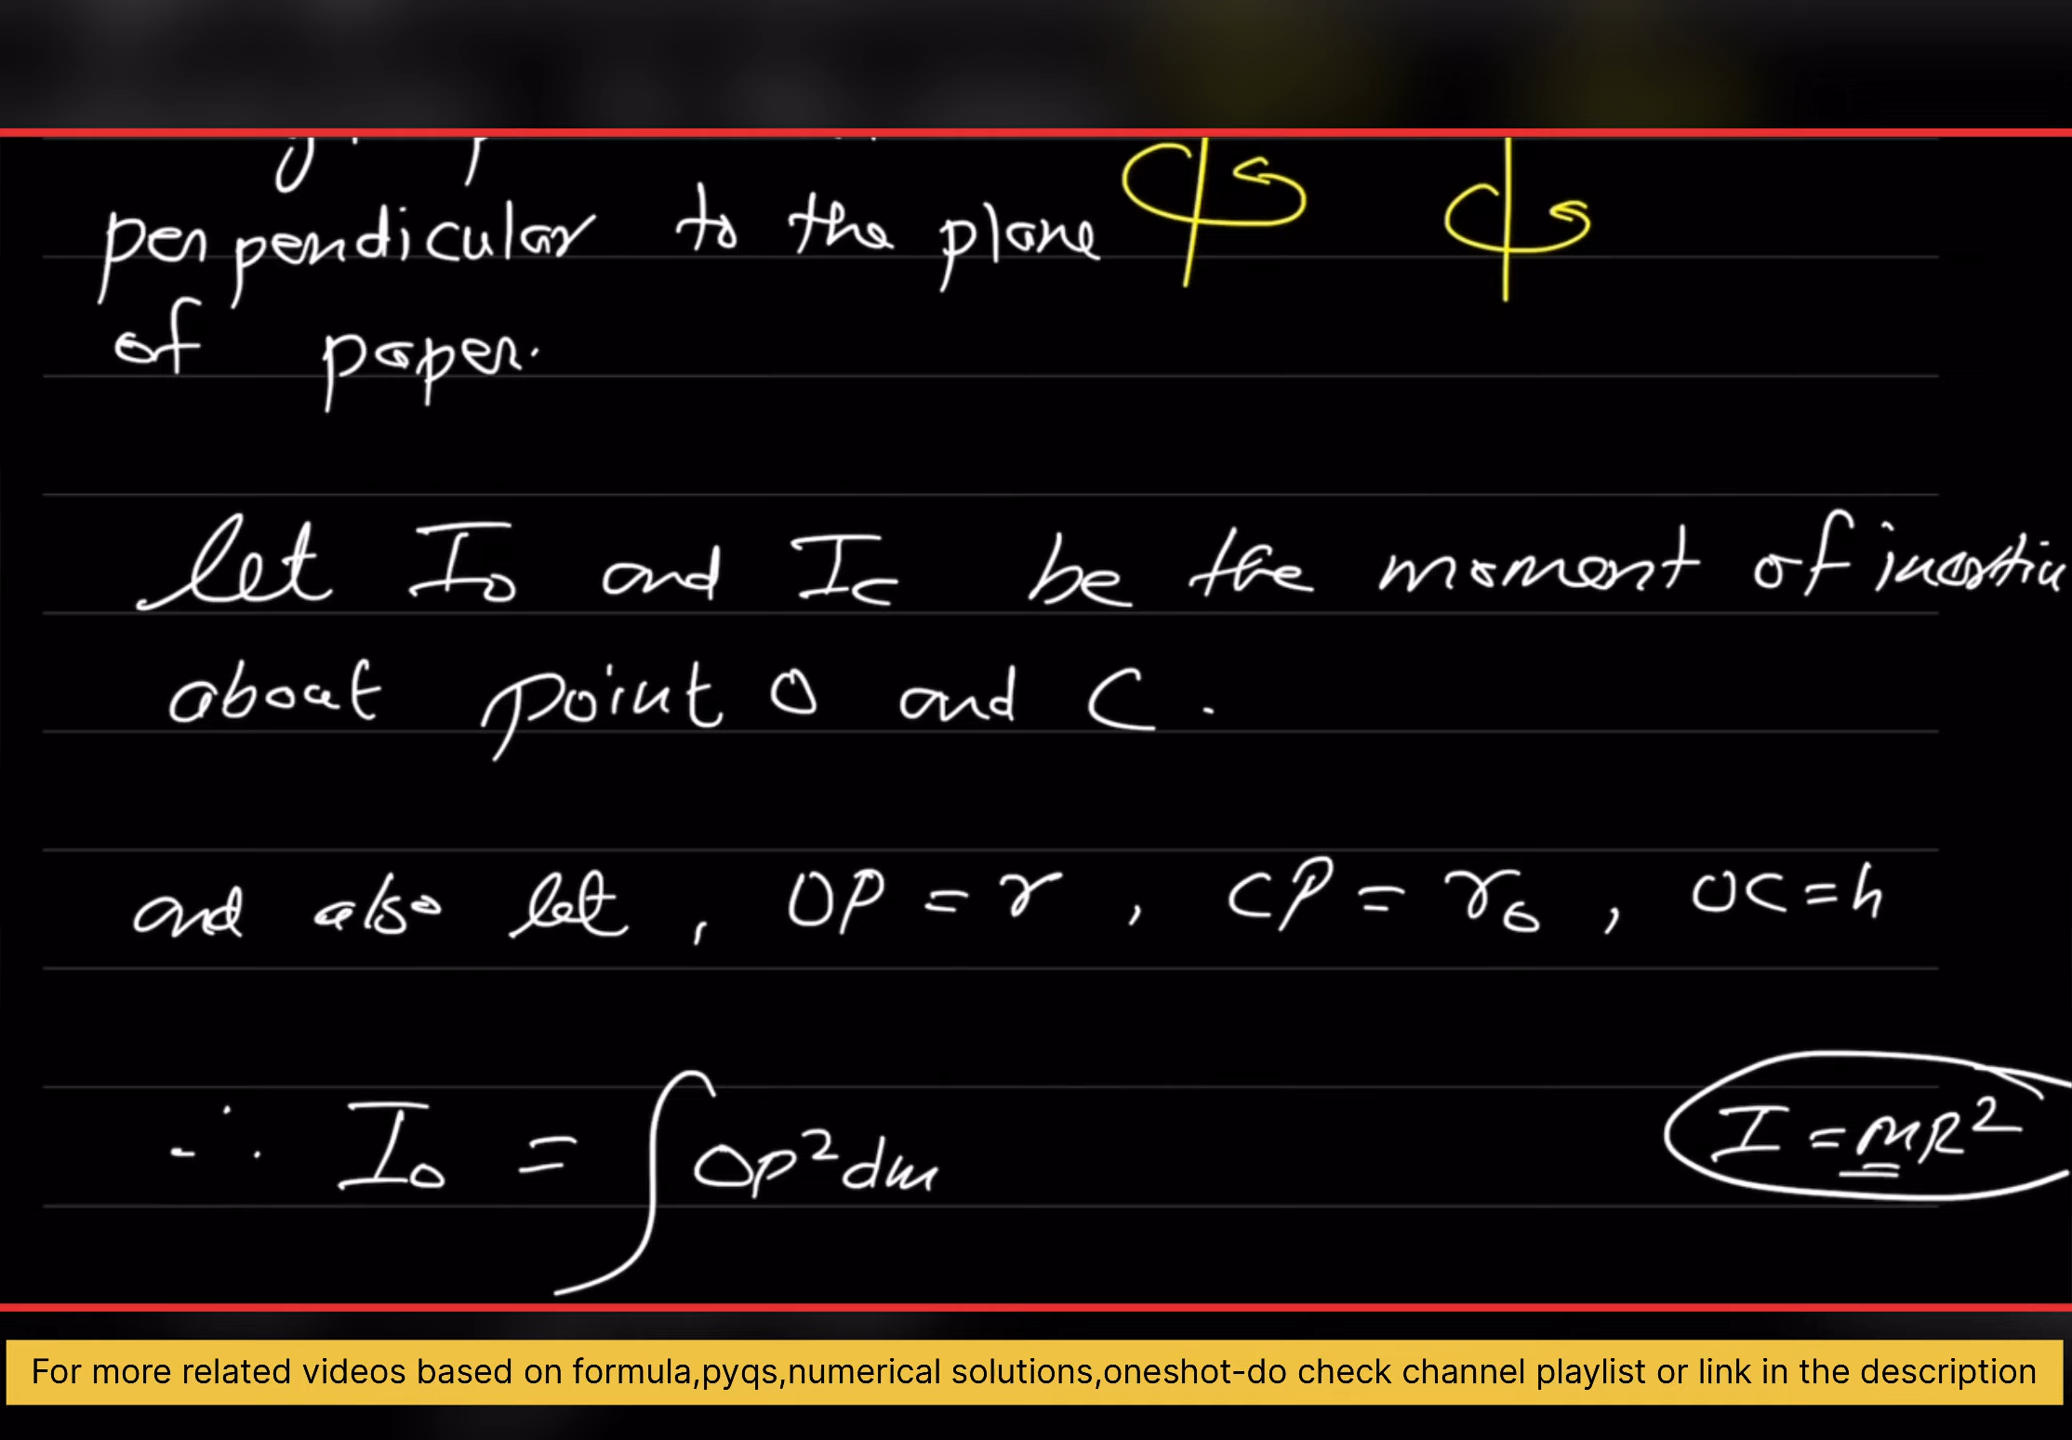 perpendicular to the plane
of paper.
let I₀ and I_C be the moment of inertia
about point O and C.
and also let, OP = r, CP = r₀, OC = h
∴ I₀ = ∫OP²dm
I = MR²
For more related videos based on formula,pyqs,numerical solutions,oneshot-do check channel playlist or link in the description